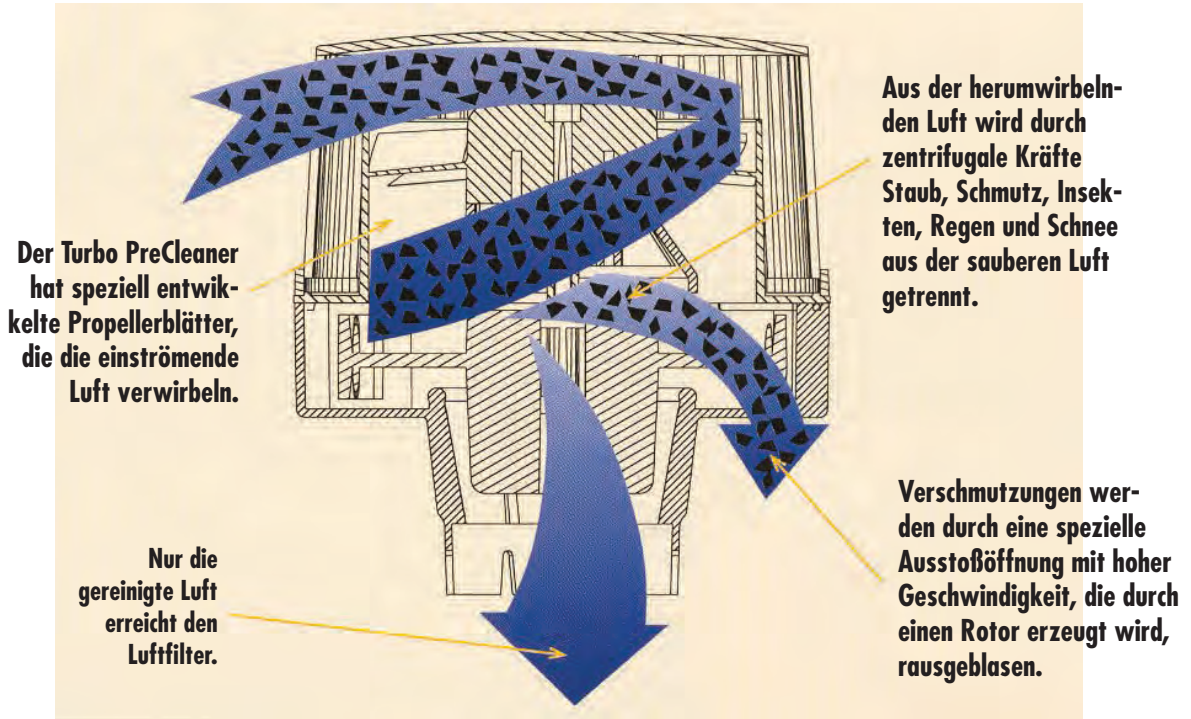 Der Turbo PreCleaner
hat speziell entwik-
kelte Propellerblätter,
die die einströmende
Luft verwirbeln.
Aus der herumwirbeln-
den Luft wird durch
zentrifugale Kräfte
Staub, Schmutz, Insek-
ten, Regen und Schnee
aus der sauberen Luft
getrennt.
Nur die
gereinigte Luft
erreicht den
Luftfilter.
Verschmutzungen wer-
den durch eine spezielle
Ausstoßöffnung mit hoher
Geschwindigkeit, die durch
einen Rotor erzeugt wird,
rausgeblasen.